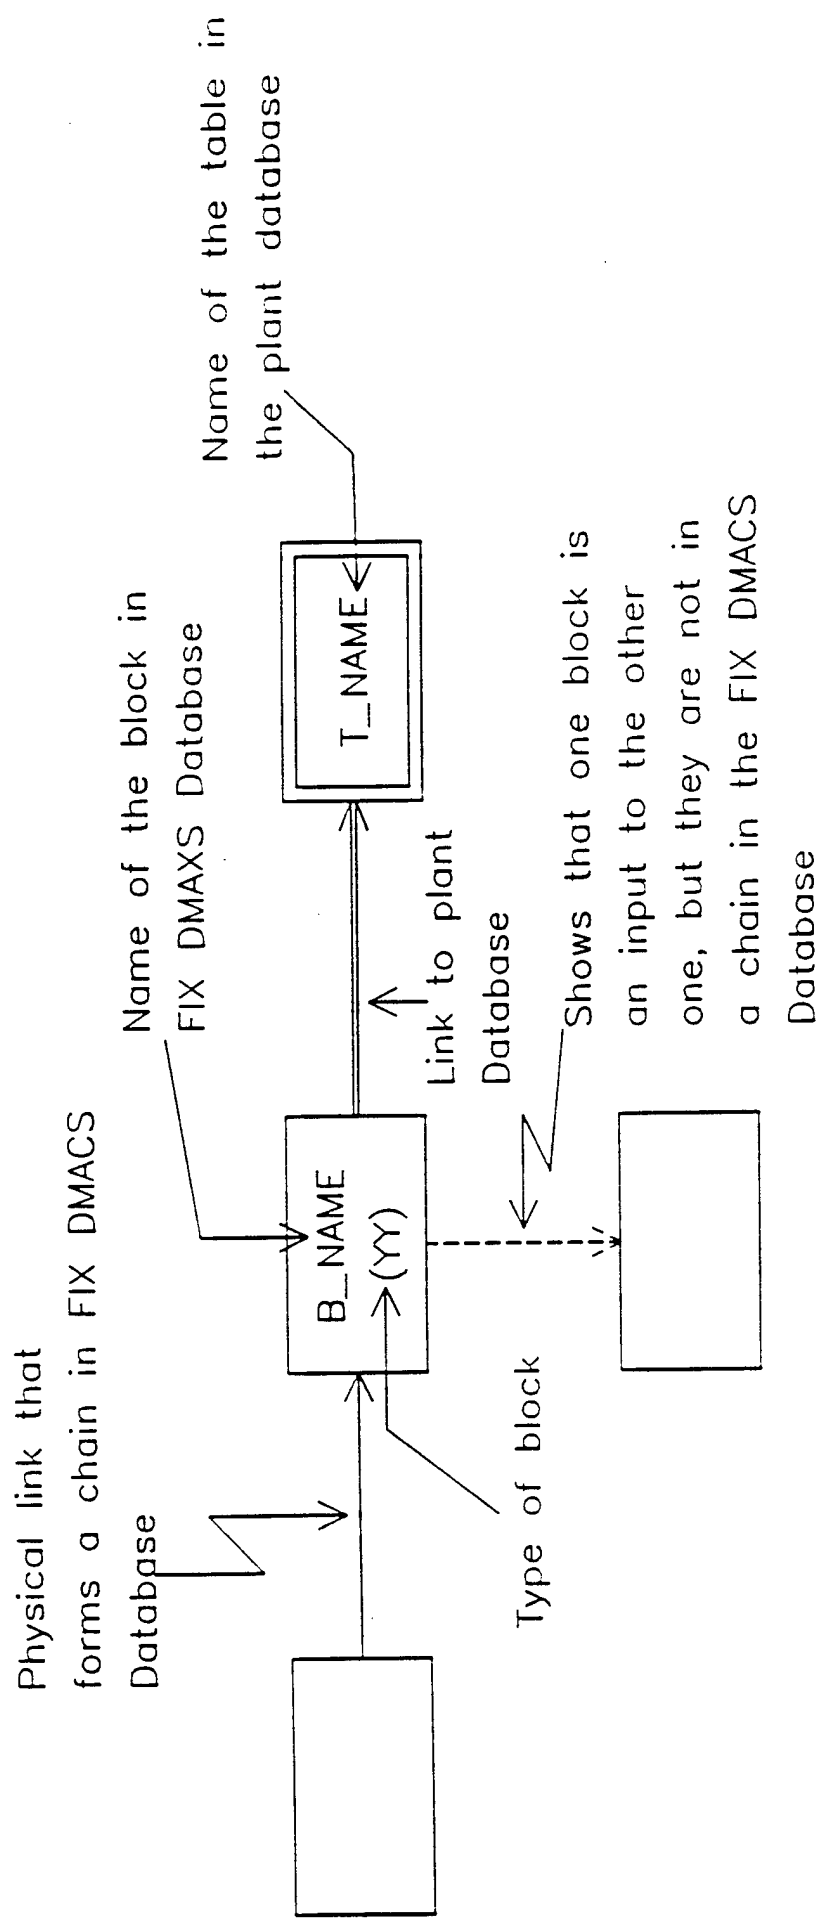 Physical link that
forms a chain in FIX DMACS
Database
Name of the block in
FIX DMAXS Database
Name of the table in
the plant database
B_NAME
(YY)
T_NAME
Link to plant
Database
Type of block
Shows that one block is
an input to the other
one, but they are not in
a chain in the FIX DMACS
Database